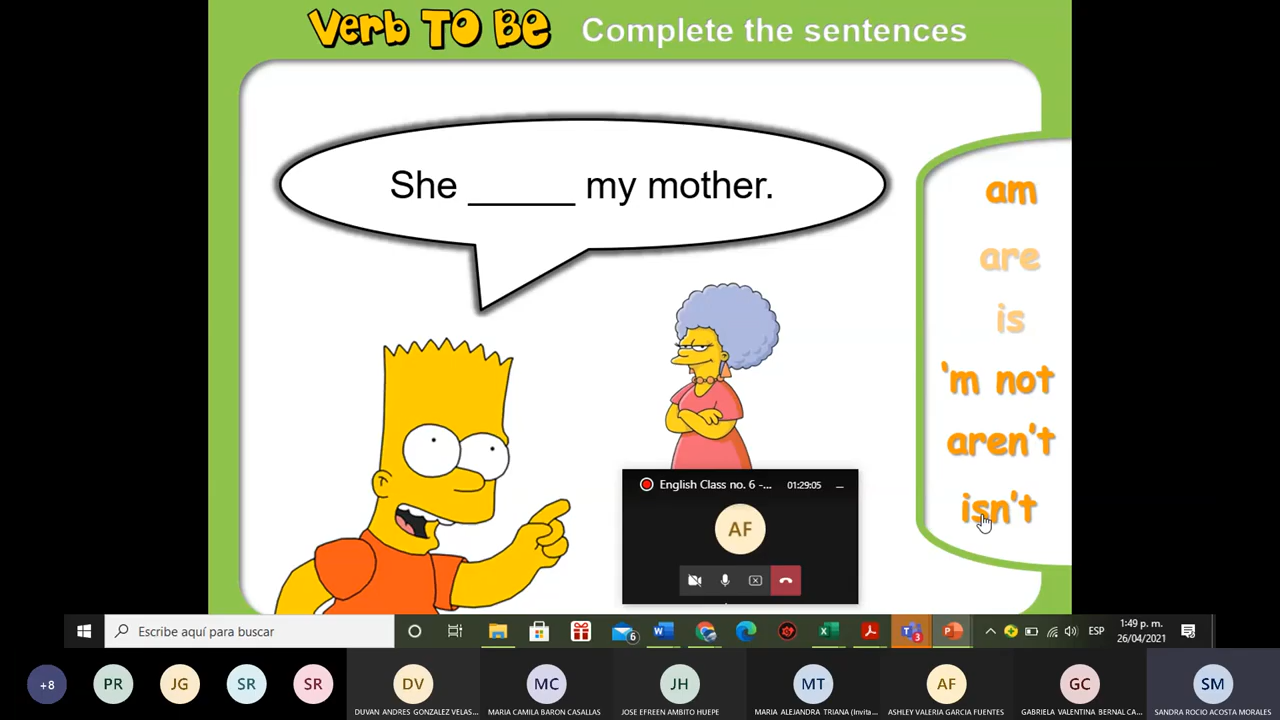 Verb TO BE Complete the sentences
She ______ my mother.
am
are
is
'm not
aren't
isn't
English Class no. 6 -... 01:29:05
AF
Escribe aquí para buscar
6
3
ESP
1:49 p. m.
26/04/2021
+8
PR
JG
SR
SR
DV
MC
JH
MT
AF
GC
SM
DUVAN ANDRES GONZALEZ VELAS...
MARIA CAMILA BARON CASALLAS
JOSE EFREEN AMBITO HUEPE
MARIA ALEJANDRA TRIANA (Invita...
ASHLEY VALERIA GARCIA FUENTES
GABRIELA VALENTINA BERNAL CA...
SANDRA ROCIO ACOSTA MORALES